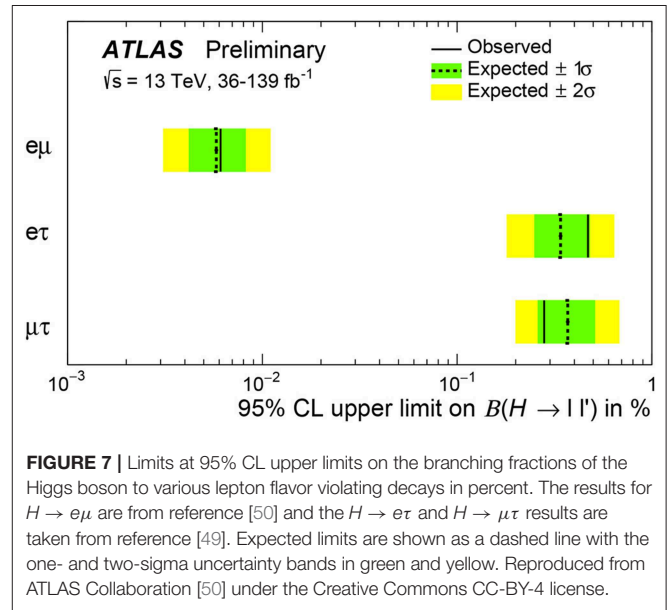 ATLAS Preliminary
√s = 13 TeV, 36-139 fb⁻¹
Observed
Expected ± 1σ
Expected ± 2σ
eμ
eτ
μτ
10⁻³ 10⁻² 10⁻¹ 1
95% CL upper limit on B(H → l l') in %
FIGURE 7 | Limits at 95% CL upper limits on the branching fractions of the
Higgs boson to various lepton flavor violating decays in percent. The results for
H → eμ are from reference [50] and the H → eτ and H → μτ results are
taken from reference [49]. Expected limits are shown as a dashed line with the
one- and two-sigma uncertainty bands in green and yellow. Reproduced from
ATLAS Collaboration [50] under the Creative Commons CC-BY-4 license.